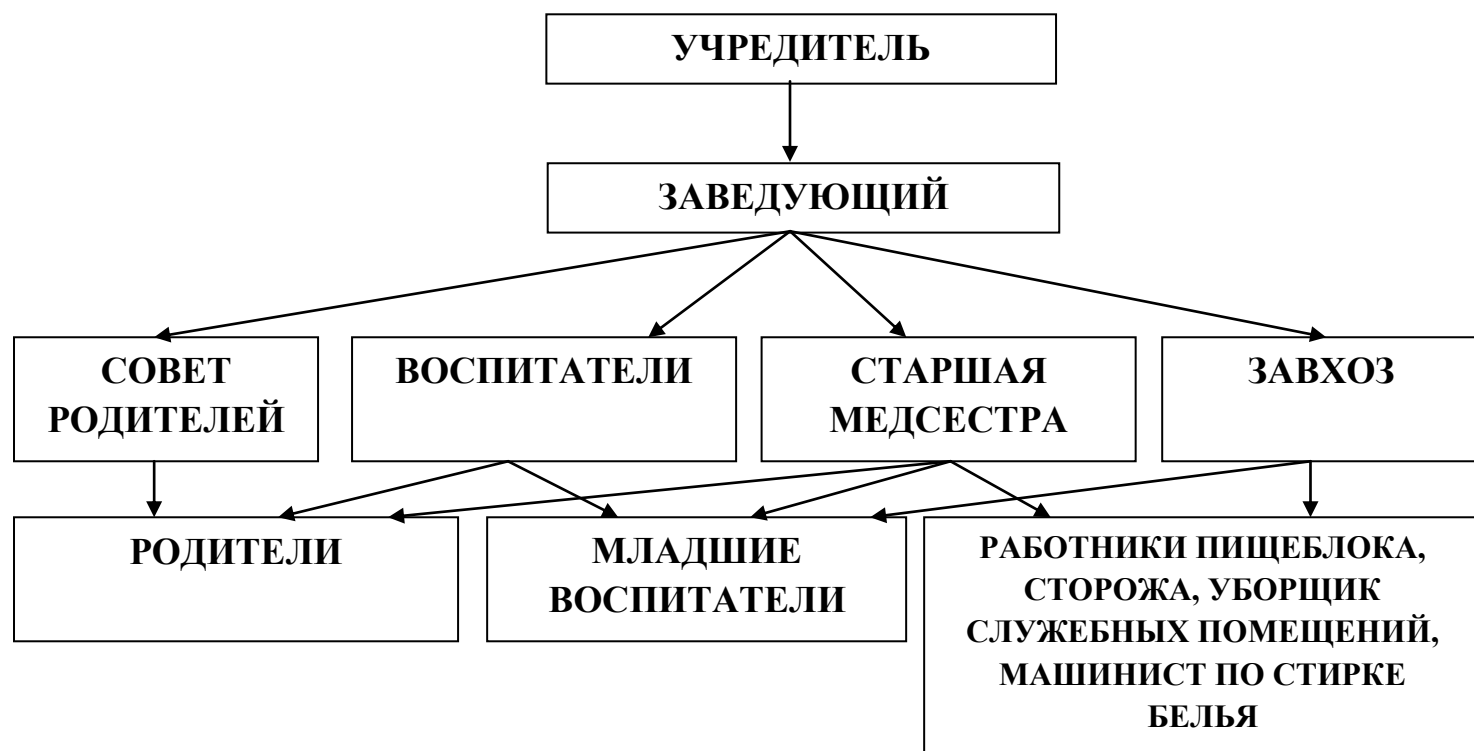 УЧРЕДИТЕЛЬ
ЗАВЕДУЮЩИЙ
СОВЕТ
РОДИТЕЛЕЙ
ВОСПИТАТЕЛИ
СТАРШАЯ
МЕДСЕСТРА
ЗАВХОЗ
РОДИТЕЛИ
МЛАДШИЕ
ВОСПИТАТЕЛИ
РАБОТНИКИ ПИЩЕБЛОКА,
СТОРОЖА, УБОРЩИК
СЛУЖЕБНЫХ ПОМЕЩЕНИЙ,
МАШИНИСТ ПО СТИРКЕ
БЕЛЬЯ